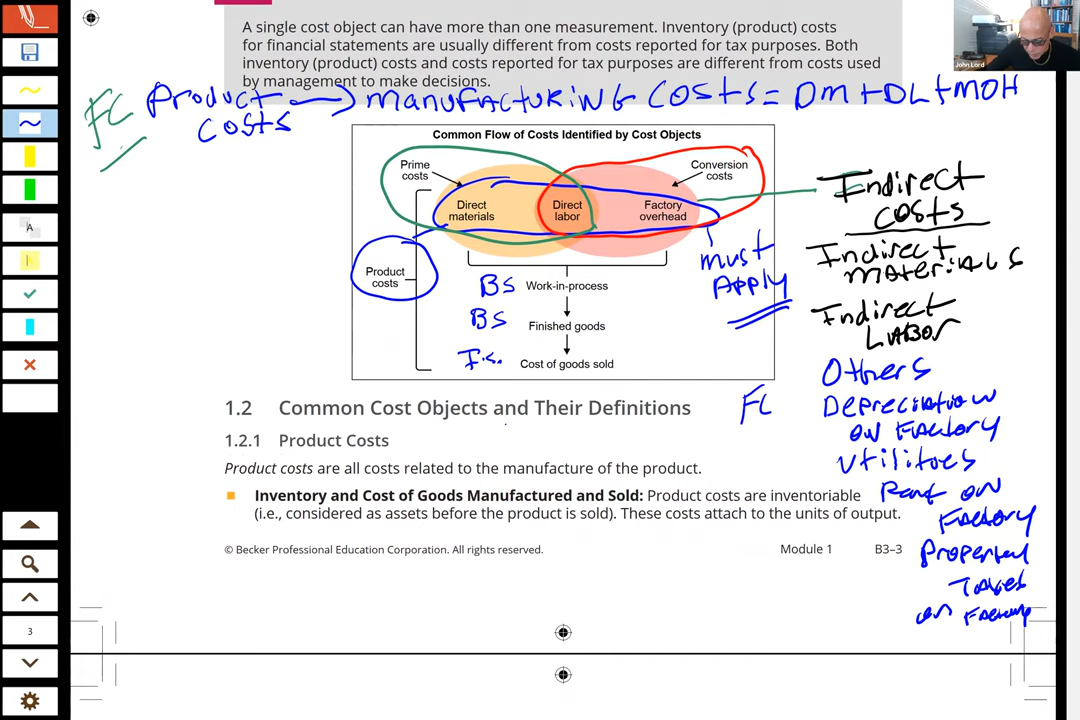 A single cost object can have more than one measurement. Inventory (product) costs
for financial statements are usually different from costs reported for tax purposes. Both
inventory (product) costs and costs reported for tax purposes are different from costs used
by management to make decisions.
John Lord
FC
Product → Manufacturing Costs = DM + DL + MOH
Costs
Common Flow of Costs Identified by Cost Objects
Prime
costs
Conversion
costs
Direct
materials
Direct
labor
Factory
overhead
Product
costs
must
Apply
BS Work-in-process
BS Finished goods
I.S. Cost of goods sold
Indirect
Costs
Indirect
materials
Indirect
Labor
Others
Depreciation
on Factory
Utilities
Rent on
Factory
Property
Taxes
on Factory
FC
1.2 Common Cost Objects and Their Definitions
1.2.1 Product Costs
Product costs are all costs related to the manufacture of the product.
Inventory and Cost of Goods Manufactured and Sold: Product costs are inventoriable
(i.e., considered as assets before the product is sold). These costs attach to the units of output.
© Becker Professional Education Corporation. All rights reserved.
Module 1
B3–3
A
3